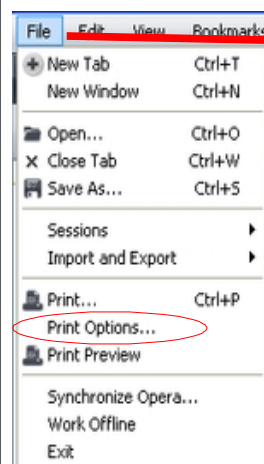 File Edit View Bookmarks
New Tab Ctrl+T
New Window Ctrl+N
Open... Ctrl+O
Close Tab Ctrl+W
Save As... Ctrl+S
Sessions
Import and Export
Print... Ctrl+P
Print Options...
Print Preview
Synchronize Opera...
Work Offline
Exit